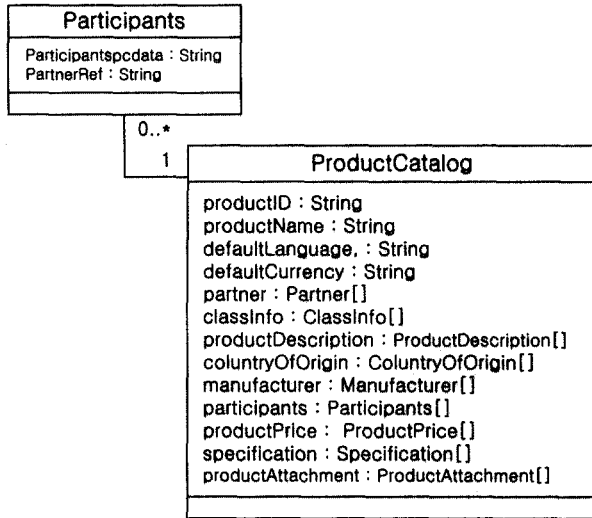 Participants
Participantspcdata : String
PartnerRef : String
0..*
1
ProductCatalog
productID : String
productName : String
defaultLanguage, : String
defaultCurrency : String
partner : Partner[]
classInfo : ClassInfo[]
productDescription : ProductDescription[]
coluntryOfOrigin : ColuntryOfOrigin[]
manufacturer : Manufacturer[]
participants : Participants[]
productPrice : ProductPrice[]
specification : Specification[]
productAttachment : ProductAttachment[]